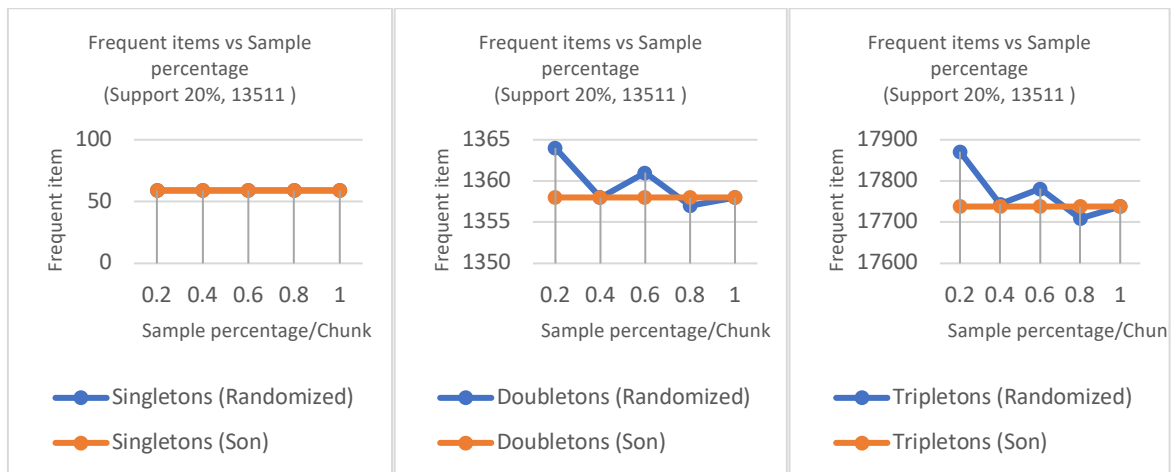 Frequent items vs Sample
percentage
(Support 20%, 13511 )
100
50
0
Frequent item
0.2 0.4 0.6 0.8 1
Sample percentage/Chunk
Singletons (Randomized)
Singletons (Son)
Frequent items vs Sample
percentage
(Support 20%, 13511 )
1365
1360
1355
1350
Frequent item
0.2 0.4 0.6 0.8 1
Sample percentage/Chunk
Doubletons (Randomized)
Doubletons (Son)
Frequent items vs Sample
percentage
(Support 20%, 13511 )
17900
17800
17700
17600
Frequent item
0.2 0.4 0.6 0.8 1
Sample percentage/Chun
Tripletons (Randomized)
Tripletons (Son)